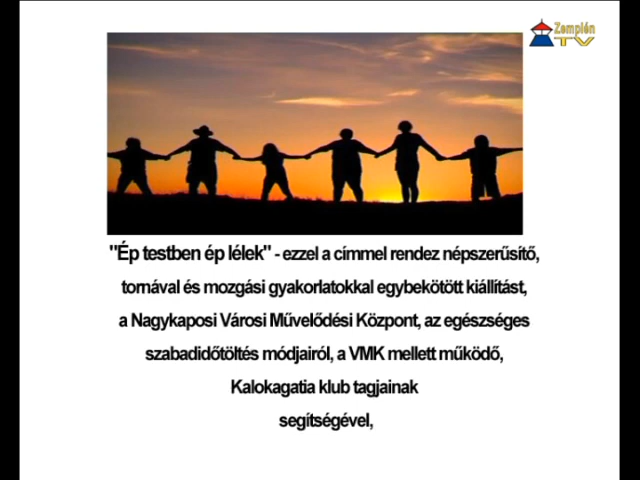 Zemplén
TV
"Ép testben ép lélek" - ezzel a címmel rendez népszerűsítő,
tornával és mozgási gyakorlatokkal egybekötött kiállítást,
a Nagykaposi Városi Művelődési Központ, az egészséges
szabadidőtöltés módjairól, a VMK mellett működő,
Kalokagatia klub tagjainak
segítségével,